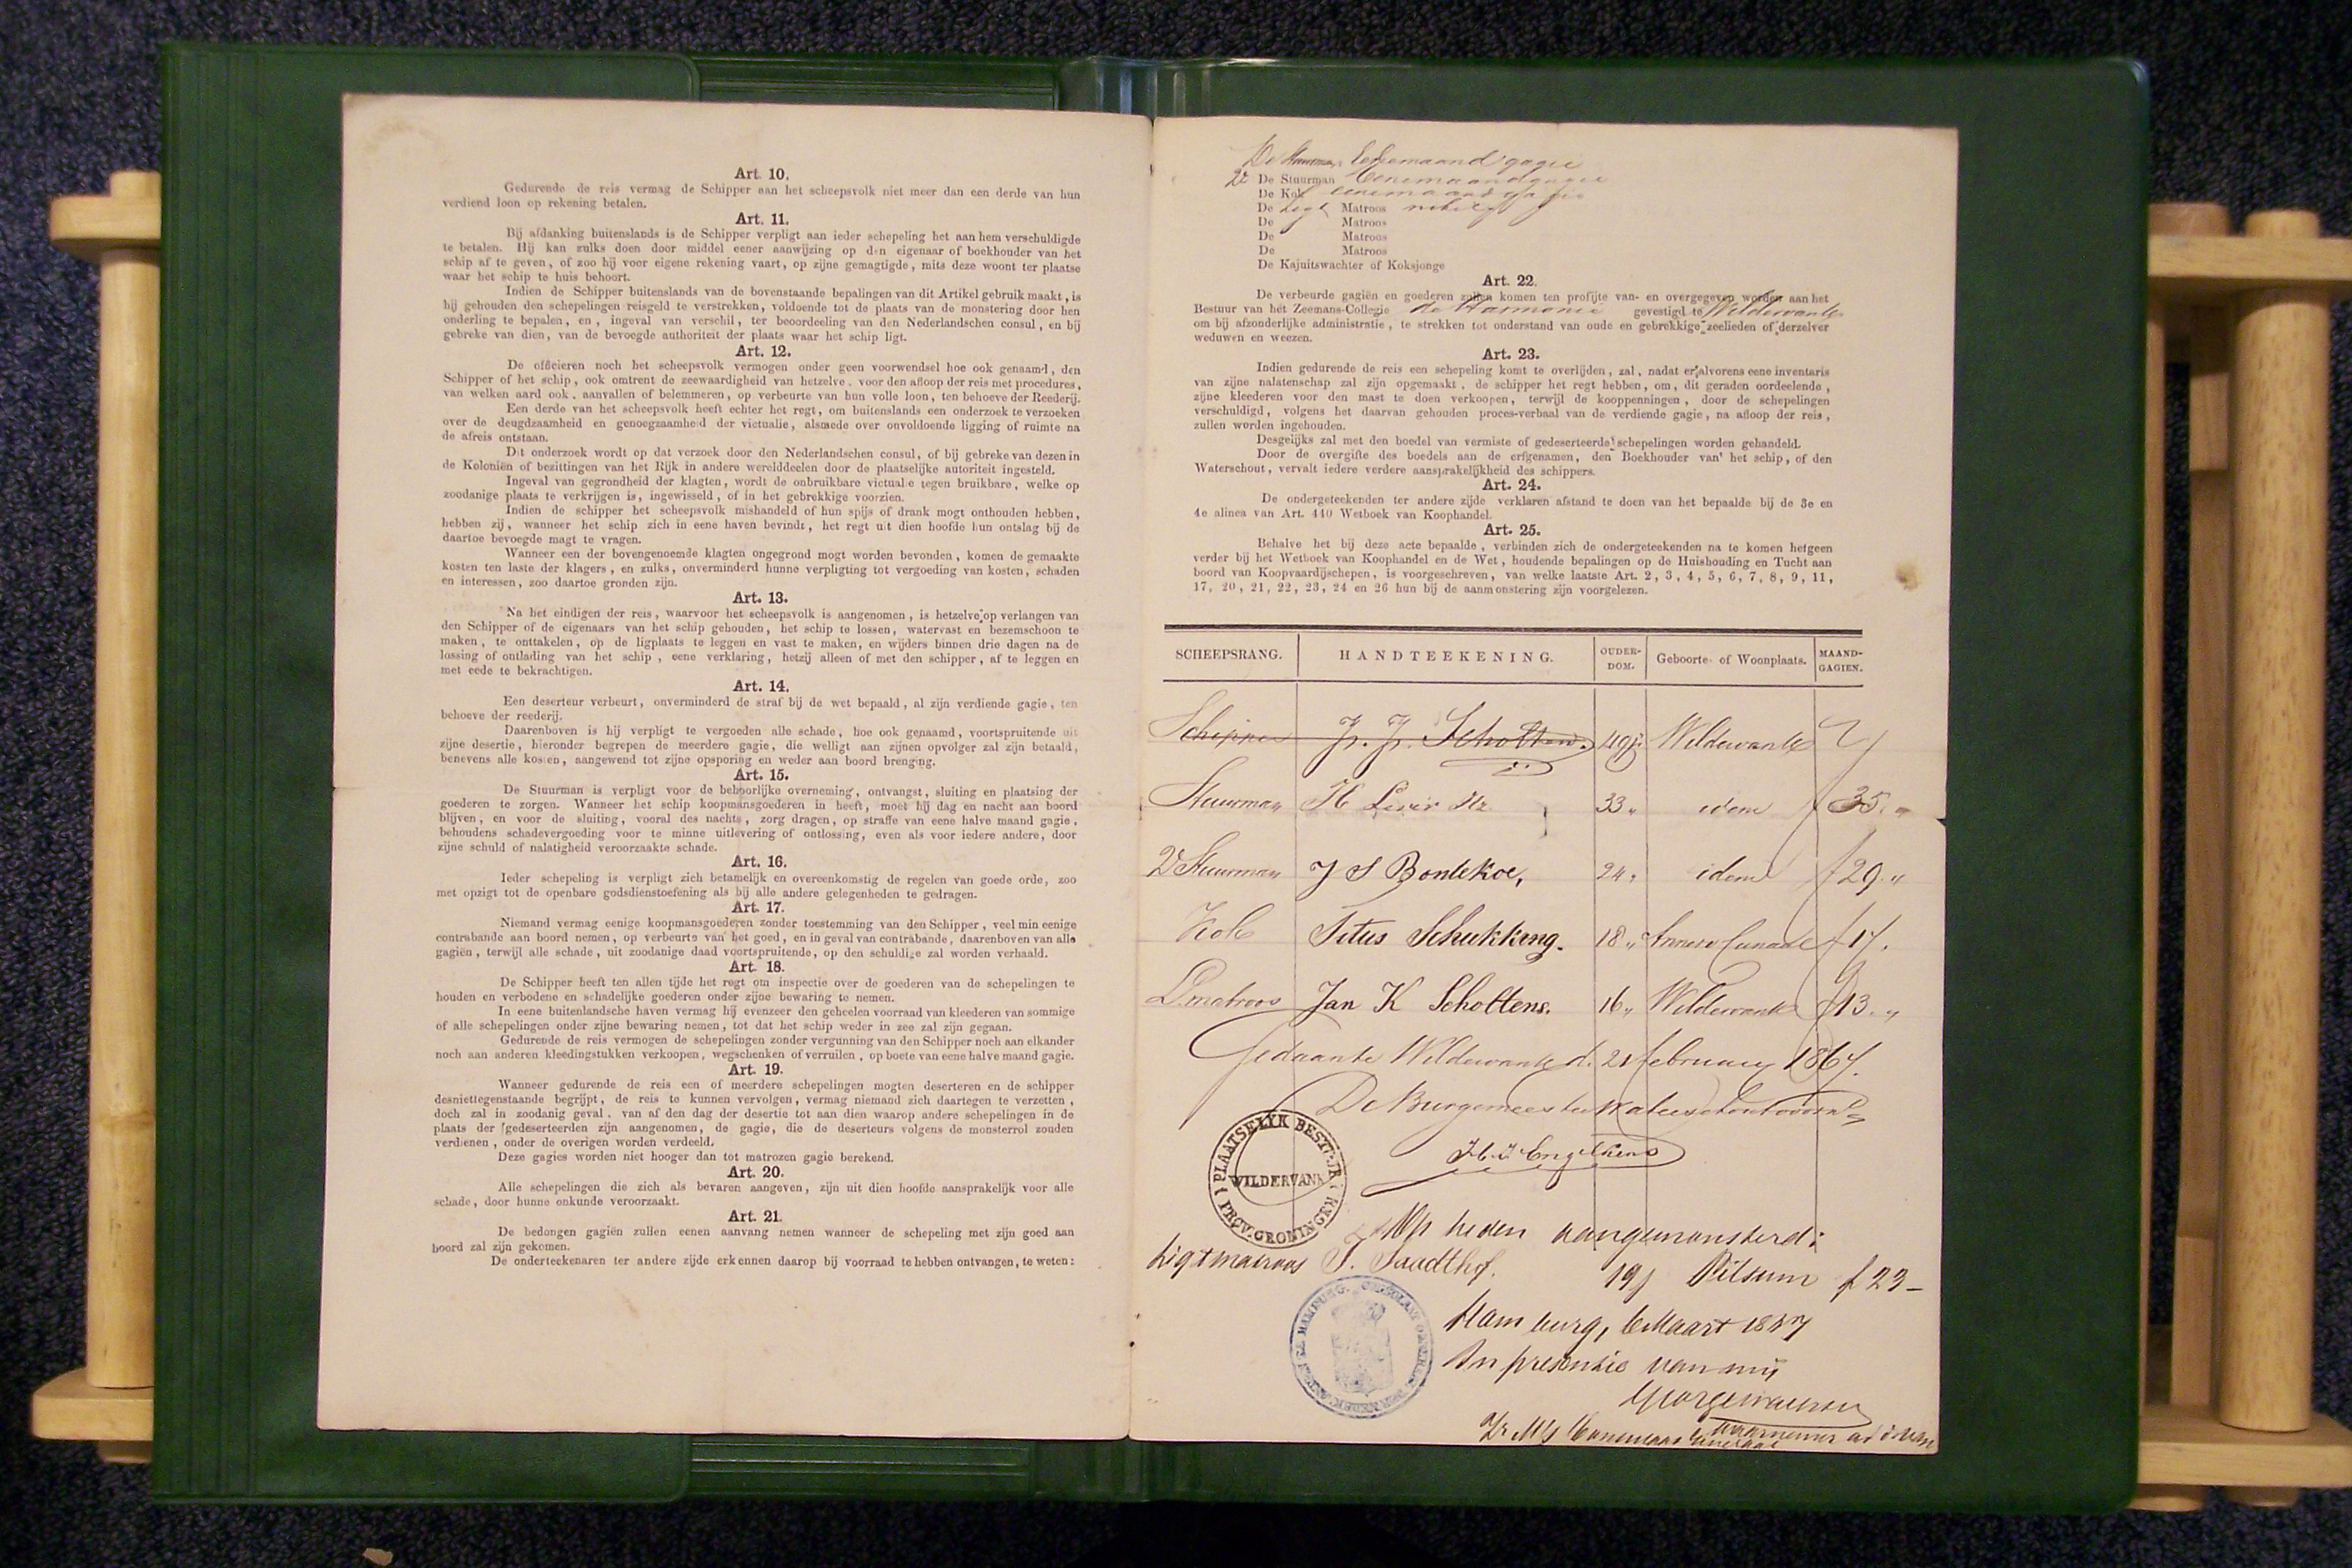 Art. 10.
Gedurende de reis vermag de Schipper aan het scheepsvolk niet meer dan een derde van hun
verdiend loon op rekening betalen.
Art. 11.
Bij afdanking buitenslands is de Schipper verpligt aan ieder schepeling het aan hem verschuldigde
te betalen. Hij kan zulks doen door middel eener aanwijzing op den eigenaar of boekhouder van het
schip af te geven, of zoo hij voor eigene rekening vaart, op zijne gemagtigde, mits deze woont ter plaatse
waar het schip te huis behoort.
Indien de Schipper buitenslands van de bovenstaande bepalingen van dit Artikel gebruik maakt, is
hij gehouden den schepelingen reisgeld te verstrekken, voldoende tot de plaats van de monstering door hen
onderling te bepalen, en, ingeval van verschil, ter beoordeeling van den Nederlandschen consul, en bij
gebreke van dien, van de bevoegde authoriteit der plaats waar het schip ligt.
Art. 12.
De officieren noch het scheepsvolk vermogen onder geen voorwendsel hoe ook genaamd, den
Schipper of het schip, ook omtrent de zeewaardigheid van hetzelve, voor den afloop der reis met procedures,
van welken aard ook, aanvallen of belemmeren, op verbeurte van hun volle loon, ten behoeve der Reederij.
Een derde van het scheepsvolk heeft echter het regt, om buitenslands een onderzoek te verzoeken
over de deugdzaamheid en genoegzaamheid der victualie, alsmede over onvoldoende ligging of ruimte na
de afreis ontstaan.
Dit onderzoek wordt op dat verzoek door den Nederlandschen consul, of bij gebreke van dezen in
de Koloniën of bezittingen van het Rijk in andere werelddeelen door de plaatselijke autoriteit ingesteld.
Ingeval van gegrondheid der klagten, wordt de onbruikbare victualie tegen bruikbare, welke op
zoodanige plaats te verkrijgen is, ingewisseld, of in het gebrekkige voorzien.
Indien de schipper het scheepsvolk mishandeld of hun spijs of drank mogt onthouden hebben,
hebben zij, wanneer het schip zich in eene haven bevindt, het regt uit dien hoofde hun ontslag bij de
daartoe bevoegde magt te vragen.
Wanneer een der bovengenoemde klagten ongegrond mogt worden bevonden, komen de gemaakte
kosten ten laste der klagers, en zulks, onverminderd hunne verpligting tot vergoeding van kosten, schaden
en interessen, zoo daartoe gronden zijn.
Art. 13.
Na het eindigen der reis, waarvoor het scheepsvolk is aangenomen, is hetzelve op verlangen van
den Schipper of de eigenaars van het schip gehouden, het schip te lossen, watervast en bezemschoon te
maken, te onttakelen, op de ligplaats te leggen en vast te maken, en wijders binnen drie dagen na de
lossing of ontlading van het schip, eene verklaring, hetzij alleen of met den schipper, af te leggen en
met eede te bekrachtigen.
Art. 14.
Een deserteur verbeurt, onverminderd de straf bij de wet bepaald, al zijn verdiende gagie, ten
behoeve der reederij.
Daarenboven is hij verpligt te vergoeden alle schade, hoe ook genaamd, voortspruitende uit
zijne desertie, hieronder begrepen de meerdere gagie, die welligt aan zijnen opvolger zal zijn betaald,
benevens alle kosten, aangewend tot zijne opsporing en weder aan boord brenging.
Art. 15.
De Stuurman is verpligt voor de behoorlijke overneming, ontvangst, sluiting en plaatsing der
goederen te zorgen. Wanneer het schip koopmansgoederen in heeft, moet hij dag en nacht aan boord
blijven, en voor de sluiting, vooral des nachts, zorg dragen, op straffe van eene halve maand gagie,
behoudens schadevergoeding voor te minne uitlevering of ontlossing, even als voor iedere andere, door
zijne schuld of nalatigheid veroorzaakte schade.
Art. 16.
Ieder schepeling is verpligt zich betamelijk en overeenkomstig de regelen van goede orde, zoo
met opzigt tot de openbare godsdienstoefening als bij alle andere gelegenheden te gedragen.
Art. 17.
Niemand vermag eenige koopmansgoederen zonder toestemming van den Schipper, veel min eenige
contrabande aan boord nemen, op verbeurte van het goed, en in geval van contrabande, daarenboven van alle
gagiën, terwijl alle schade, uit zoodanige daad voortspruitende, op den schuldige zal worden verhaald.
Art. 18.
De Schipper heeft ten allen tijde het regt om inspectie over de goederen van de schepelingen te
houden en verbodene en schadelijke goederen onder zijne bewaring te nemen.
In eene buitenlandsche haven vermag hij evenzeer den geheelen voorraad van kleederen van sommige
of alle schepelingen onder zijne bewaring nemen, tot dat het schip weder in zee zal zijn gegaan.
Gedurende de reis vermogen de schepelingen zonder vergunning van den Schipper noch aan elkander
noch aan anderen kleedingstukken verkoopen, wegschenken of verruilen, op boete van eene halve maand gagie.
Art. 19.
Wanneer gedurende de reis een of meerdere schepelingen mogten deserteren en de schipper
desniettegenstaande begrijpt, de reis te kunnen vervolgen, vermag niemand zich daartegen te verzetten,
doch zal in zoodanig geval, van af den dag der desertie tot aan dien waarop andere schepelingen in de
plaats der gedeserteerden zijn aangenomen, de gagie, die de deserteurs volgens de monsterrol zouden
verdienen, onder de overigen worden verdeeld.
Deze gagies worden niet hooger dan tot matrozen gagie berekend.
Art. 20.
Alle schepelingen die zich als bevaren aangeven, zijn uit dien hoofde aansprakelijk voor alle
schade, door hunne onkunde veroorzaakt.
Art. 21.
De bedongen gagiën zullen eenen aanvang nemen wanneer de schepeling met zijn goed aan
boord zal zijn gekomen.
De onderteekenaren ter andere zijde erkennen daarop bij voorraad te hebben ontvangen, te weten:
De Stuurman Eene maand gagie
2e De Stuurman Eene maand gagie
De Kok eene maand gagie
De Ligt Matroos
De Matroos
De Matroos
De Matroos
De Kajuitswachter of Koksjonge
Art. 22.
De verbeurde gagiën en goederen zullen komen ten profijte van- en overgegeven worden aan het
Bestuur van het Zeemans-Collegie de Harmonie gevestigd te Wildervank
om bij afzonderlijke administratie, te strekken tot onderstand van oude en gebrekkige zeelieden of derzelver
weduwen en weezen.
Art. 23.
Indien gedurende de reis een schepeling komt te overlijden, zal, nadat er alvorens eene inventaris
van zijne nalatenschap zal zijn opgemaakt, de schipper het regt hebben, om, dit geraden oordeelende,
zijne kleederen voor den mast te doen verkoopen, terwijl de kooppenningen, door de schepelingen
verschuldigd, volgens het daarvan gehouden proces-verbaal van de verdiende gagie, na afloop der reis,
zullen worden ingehouden.
Desgelijks zal met den boedel van vermiste of gedeserteerde schepelingen worden gehandeld.
Door de overgifte des boedels aan de erfgenamen, den Boekhouder van het schip, of den
Waterschout, vervalt iedere verdere aansprakelijkheid des schippers.
Art. 24.
De ondergeteekenden ter andere zijde verklaren afstand te doen van het bepaalde bij de 3e en
4e alinea van Art. 440 Wetboek van Koophandel.
Art. 25.
Behalve het bij deze acte bepaalde, verbinden zich de ondergeteekenden na te komen hetgeen
verder bij het Wetboek van Koophandel en de Wet, houdende bepalingen op de Huishouding en Tucht aan
boord van Koopvaardijschepen, is voorgeschreven, van welke laatste Art. 2, 3, 4, 5, 6, 7, 8, 9, 11,
17, 20, 21, 22, 23, 24 en 26 hun bij de aanmonstering zijn voorgelezen.
SCHEEPSRANG. HANDTEEKENING. OUDERDOM. Geboorte- of Woonplaats. MAAND-GAGIEN.
Schipper J. J. Scholtens. 49 j. Wildervank
Stuurman H 33 " idem f 35. "
2e Stuurman J S Bontekoe, 24 " idem f 29. "
Kok Titus Schukking. 18 " f 17.
L. matroos Jan K Scholtens. 16 " Wildervank f 13. "
Gedaan te Wildervank d. 21 februarij 1867.
De Burgemeester Waterschout voorn.
PLAATSELYK BESTUUR
WILDERVANK
PROV. GRONINGEN
H. J. Engelkens
Op heden aangemonsterd:
Ligtmatroos J. Saadthof. 19 j Pilsum f 23 -
Hamburg, 6 Maart 1867
In presentie van mij